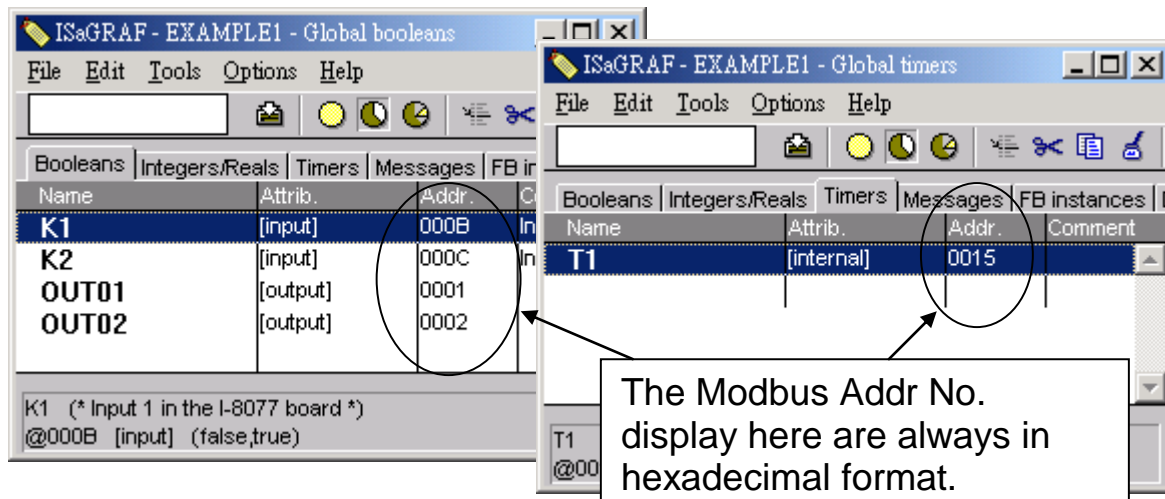 ISaGRAF - EXAMPLE1 - Global booleans
File Edit Tools Options Help
Booleans Integers/Reals Timers Messages FB in
Name Attrib. Addr. C
K1 [input] 000B In
K2 [input] 000C In
OUT01 [output] 0001
OUT02 [output] 0002
K1 (* Input 1 in the I-8077 board *)
@000B [input] (false,true)
ISaGRAF - EXAMPLE1 - Global timers
File Edit Tools Options Help
Booleans Integers/Reals Timers Messages FB instances
Name Attrib. Addr. Comment
T1 [internal] 0015
T1
@00
The Modbus Addr No.
display here are always in
hexadecimal format.